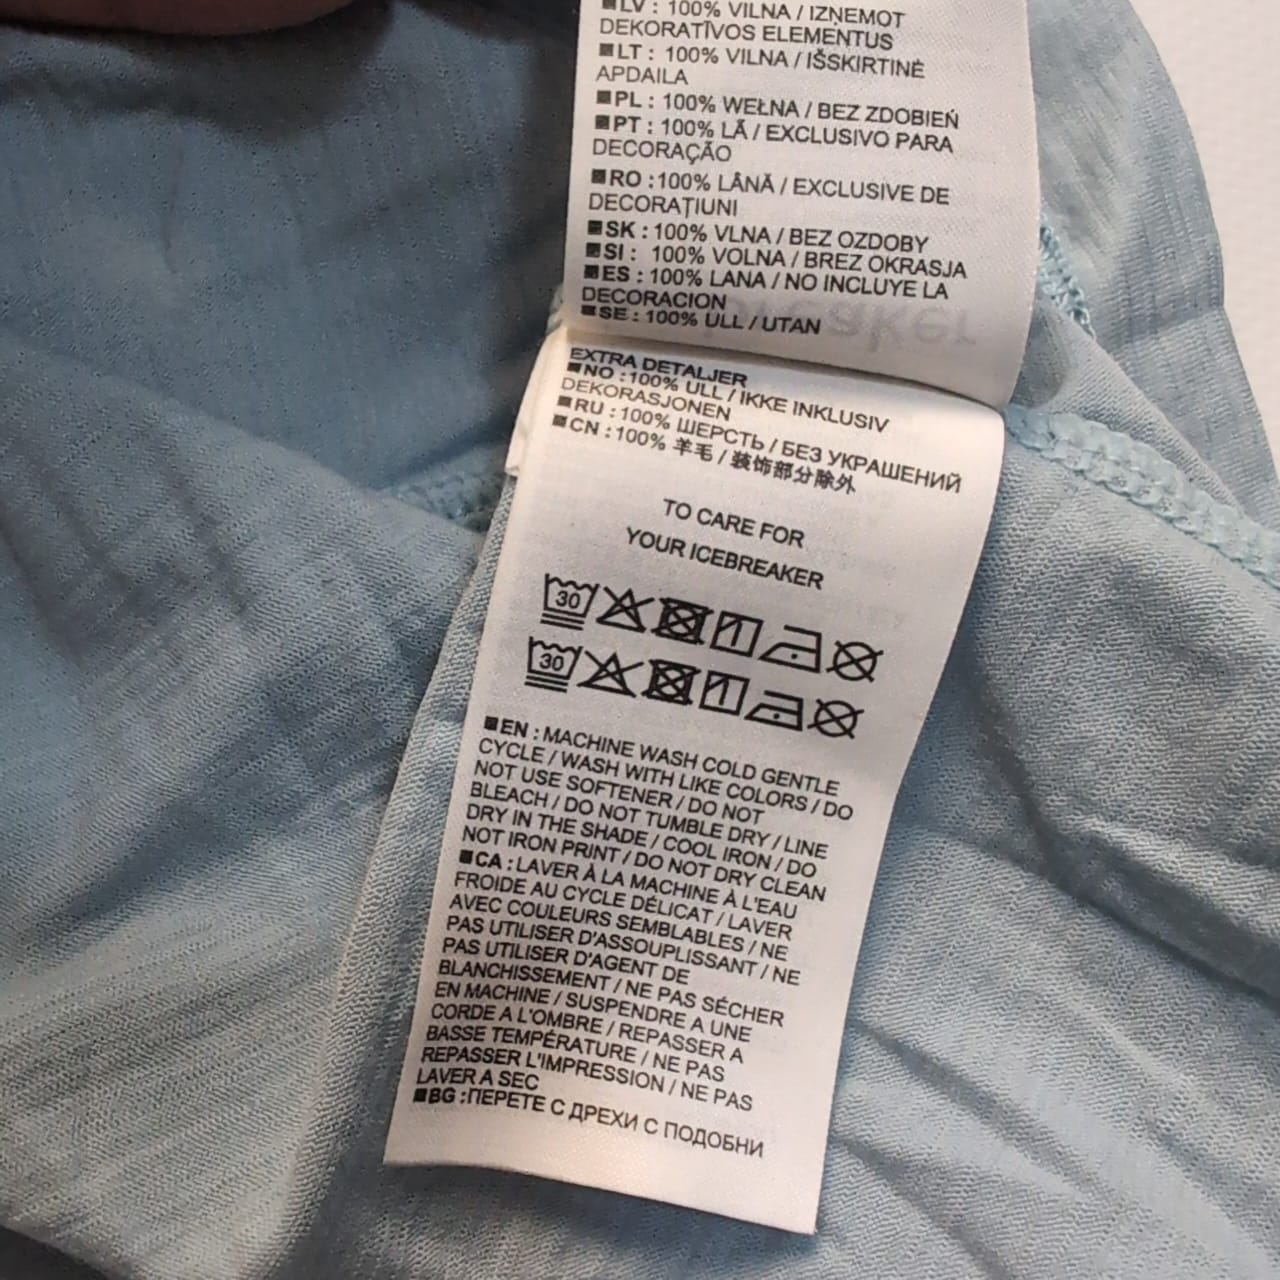 ■LV : 100% VILNA / IZŅEMOT
DEKORATĪVOS ELEMENTUS
■LT : 100% VILNA / IŠSKIRTINĖ
APDAILA
■PL : 100% WEŁNA / BEZ ZDOBIEŃ
■PT : 100% LÃ / EXCLUSIVO PARA
DECORAÇÃO
■RO :100% LÂNĂ / EXCLUSIVE DE
DECORAȚIUNI
■SK : 100% VLNA / BEZ OZDOBY
■SI : 100% VOLNA / BREZ OKRASJA
■ES : 100% LANA / NO INCLUYE LA
DECORACION
■SE : 100% ULL / UTAN
EXTRA DETALJER
■NO :100% ULL / IKKE INKLUSIV
DEKORASJONEN
■RU : 100% ШЕРСТЬ / БЕЗ УКРАШЕНИЙ
■CN : 100% 羊毛 / 装饰部分除外
TO CARE FOR
YOUR ICEBREAKER
30
30
■EN : MACHINE WASH COLD GENTLE
CYCLE / WASH WITH LIKE COLORS / DO
NOT USE SOFTENER / DO NOT
BLEACH / DO NOT TUMBLE DRY / LINE
DRY IN THE SHADE / COOL IRON / DO
NOT IRON PRINT / DO NOT DRY CLEAN
■CA : LAVER À LA MACHINE À L'EAU
FROIDE AU CYCLE DÉLICAT / LAVER
AVEC COULEURS SEMBLABLES / NE
PAS UTILISER D'ASSOUPLISSANT / NE
PAS UTILISER D'AGENT DE
BLANCHISSEMENT / NE PAS SÉCHER
EN MACHINE / SUSPENDRE A UNE
CORDE A L'OMBRE / REPASSER A
BASSE TEMPÉRATURE / NE PAS
REPASSER L'IMPRESSION / NE PAS
LAVER A SEC
■BG :ПЕРЕТЕ С ДРЕХИ С ПОДОБНИ